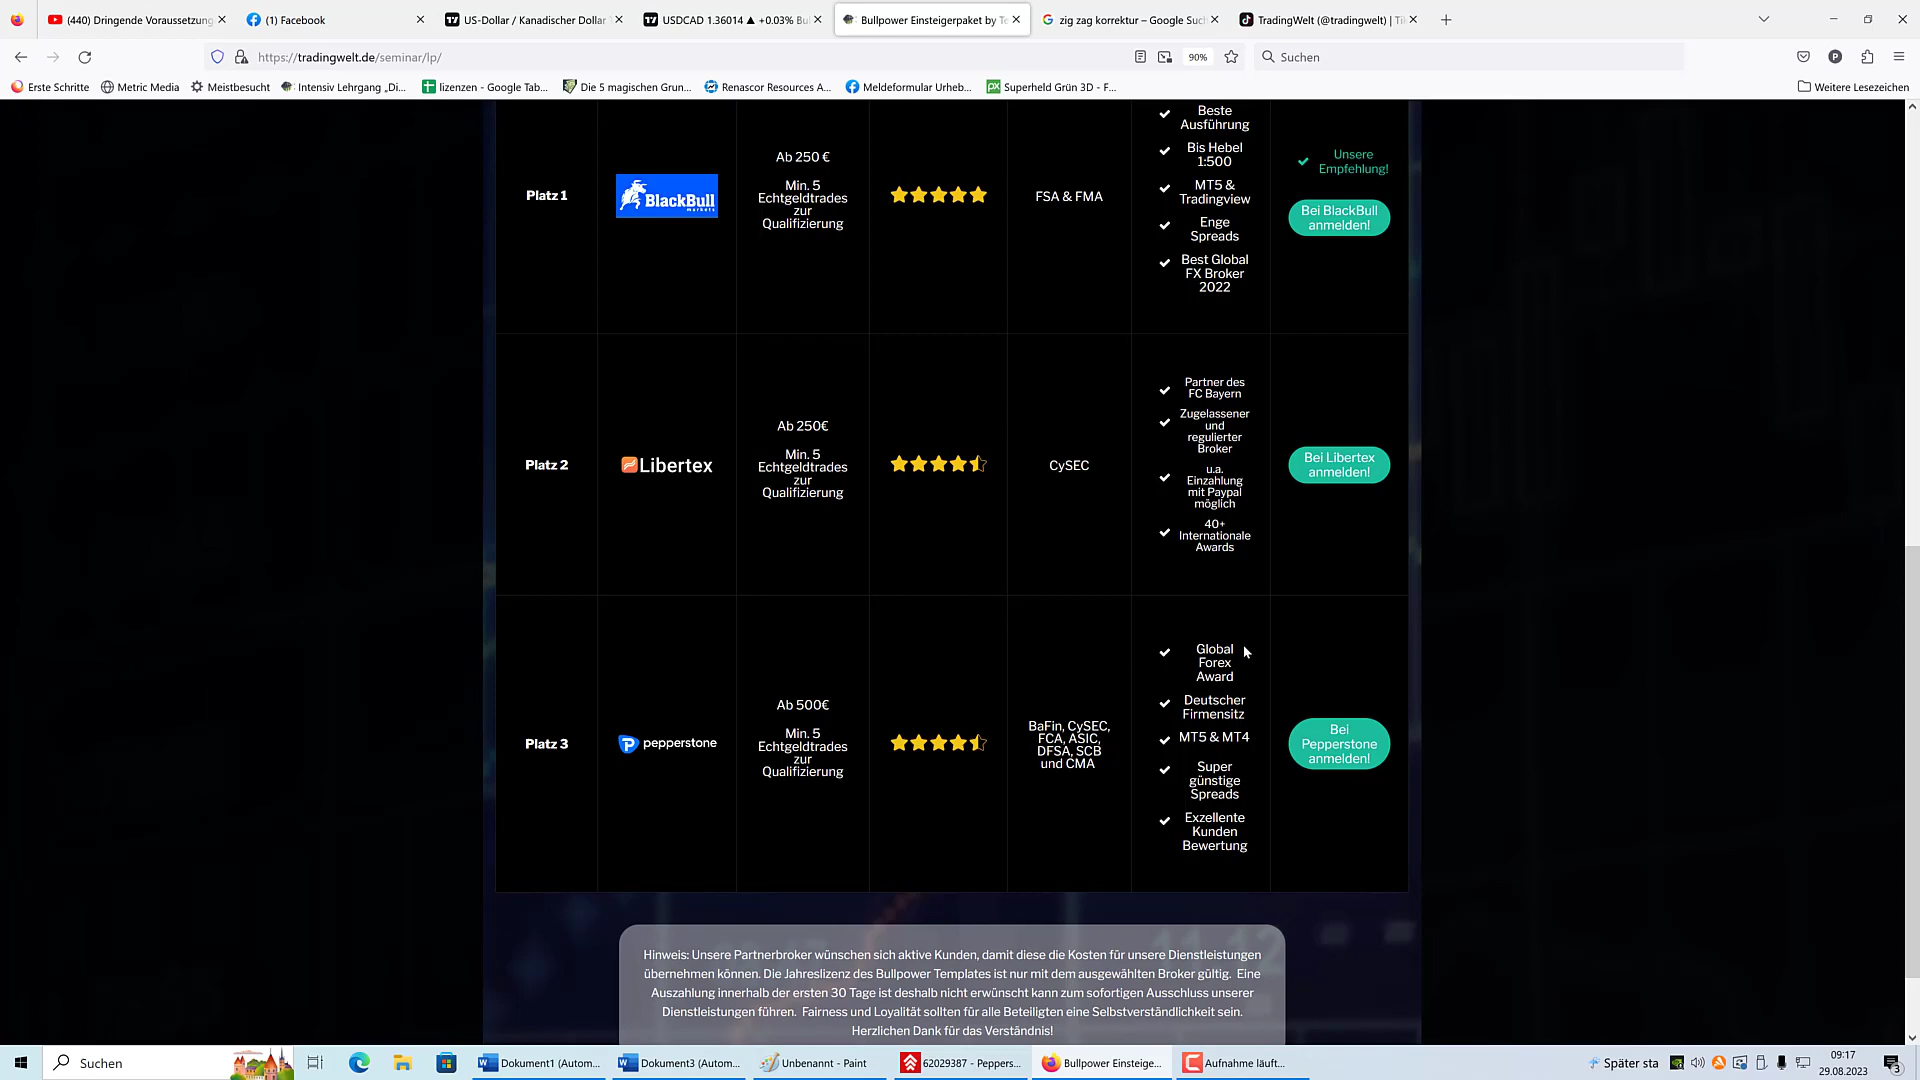 (440) Dringende Voraussetzung
(1) Facebook
US-Dollar / Kanadischer Dollar
USDCAD 1.36014 ▲ +0.03% Bu
Bullpower Einsteigerpaket by Te
zig zag korrektur – Google Such
TradingWelt (@tradingwelt) | Tik
https://tradingwelt.de/seminar/lp/
90%
Suchen
Erste Schritte
Metric Media
Meistbesucht
Intensiv Lehrgang „Di...
lizenzen - Google Tab...
Die 5 magischen Grun...
Renascor Resources A...
Meldeformular Urheb...
Superheld Grün 3D - F...
Weitere Lesezeichen
Platz 1
BlackBull
markets
Ab 250 €
Min. 5
Echtgeldtrades
zur
Qualifizierung
FSA & FMA
Beste
Ausführung
Bis Hebel
1:500
MT5 &
Tradingview
Enge
Spreads
Best Global
FX Broker
2022
Unsere
Empfehlung!
Bei BlackBull
anmelden!
Platz 2
Libertex
Ab 250€
Min. 5
Echtgeldtrades
zur
Qualifizierung
CySEC
Partner des
FC Bayern
Zugelassener
und
regulierter
Broker
u.a.
Einzahlung
mit Paypal
möglich
40+
Internationale
Awards
Bei Libertex
anmelden!
Platz 3
pepperstone
Ab 500€
Min. 5
Echtgeldtrades
zur
Qualifizierung
BaFin, CySEC,
FCA, ASIC,
DFSA, SCB
und CMA
Global
Forex
Award
Deutscher
Firmensitz
MT5 & MT4
Super
günstige
Spreads
Exzellente
Kunden
Bewertung
Bei
Pepperstone
anmelden!
Hinweis: Unsere Partnerbroker wünschen sich aktive Kunden, damit diese die Kosten für unsere Dienstleistungen
übernehmen können. Die Jahreslizenz des Bullpower Templates ist nur mit dem ausgewählten Broker gültig. Eine
Auszahlung innerhalb der ersten 30 Tage ist deshalb nicht erwünscht kann zum sofortigen Ausschluss unserer
Dienstleistungen führen. Fairness und Loyalität sollten für alle Beteiligten eine Selbstverständlichkeit sein.
Herzlichen Dank für das Verständnis!
Suchen
Dokument1 (Autom...
Dokument3 (Autom...
Unbenannt - Paint
62029387 - Peppers...
Bullpower Einsteige...
Aufnahme läuft...
Später sta
09:17
29.08.2023
3